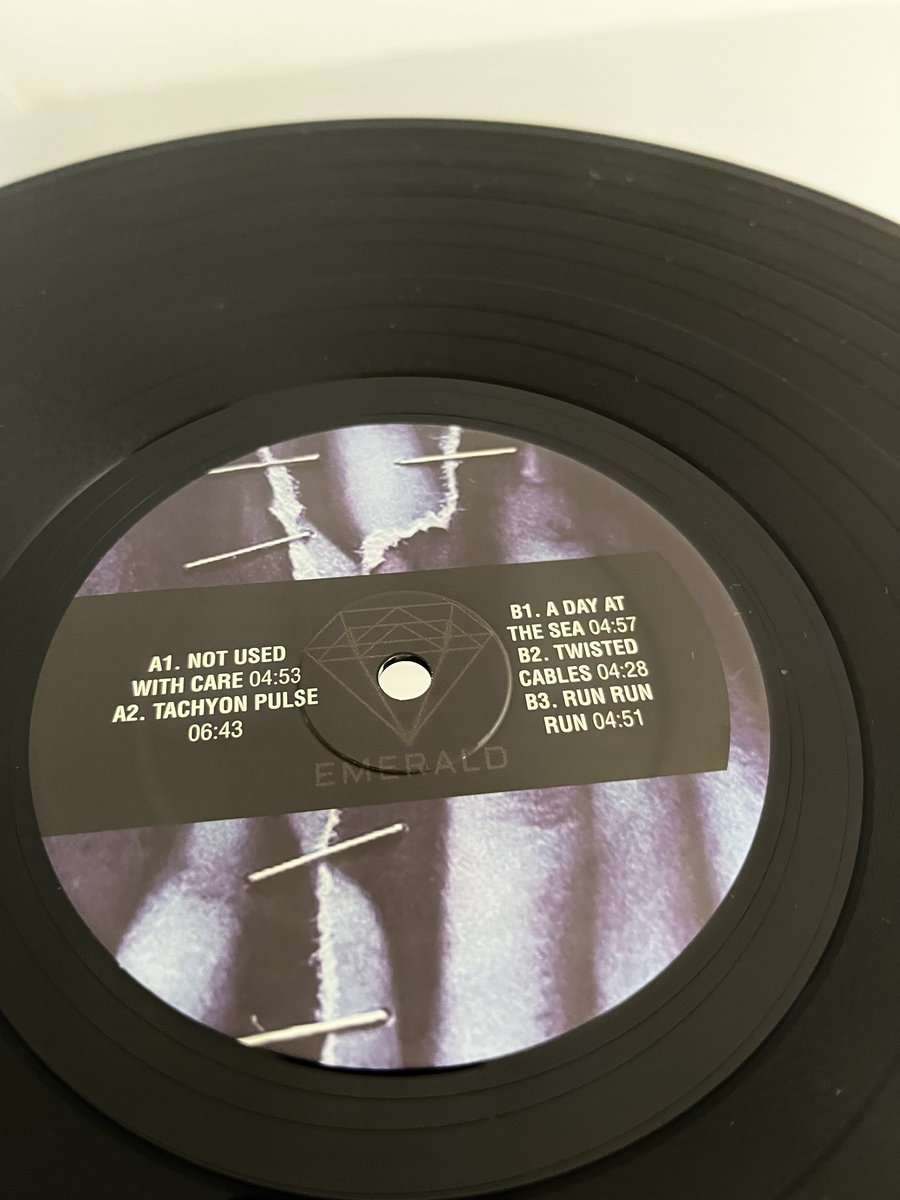 A1. NOT USED
WITH CARE 04:53
A2. TACHYON PULSE
06:43
B1. A DAY AT
THE SEA 04:57
B2. TWISTED
CABLES 04:28
B3. RUN RUN
RUN 04:51
EMERALD